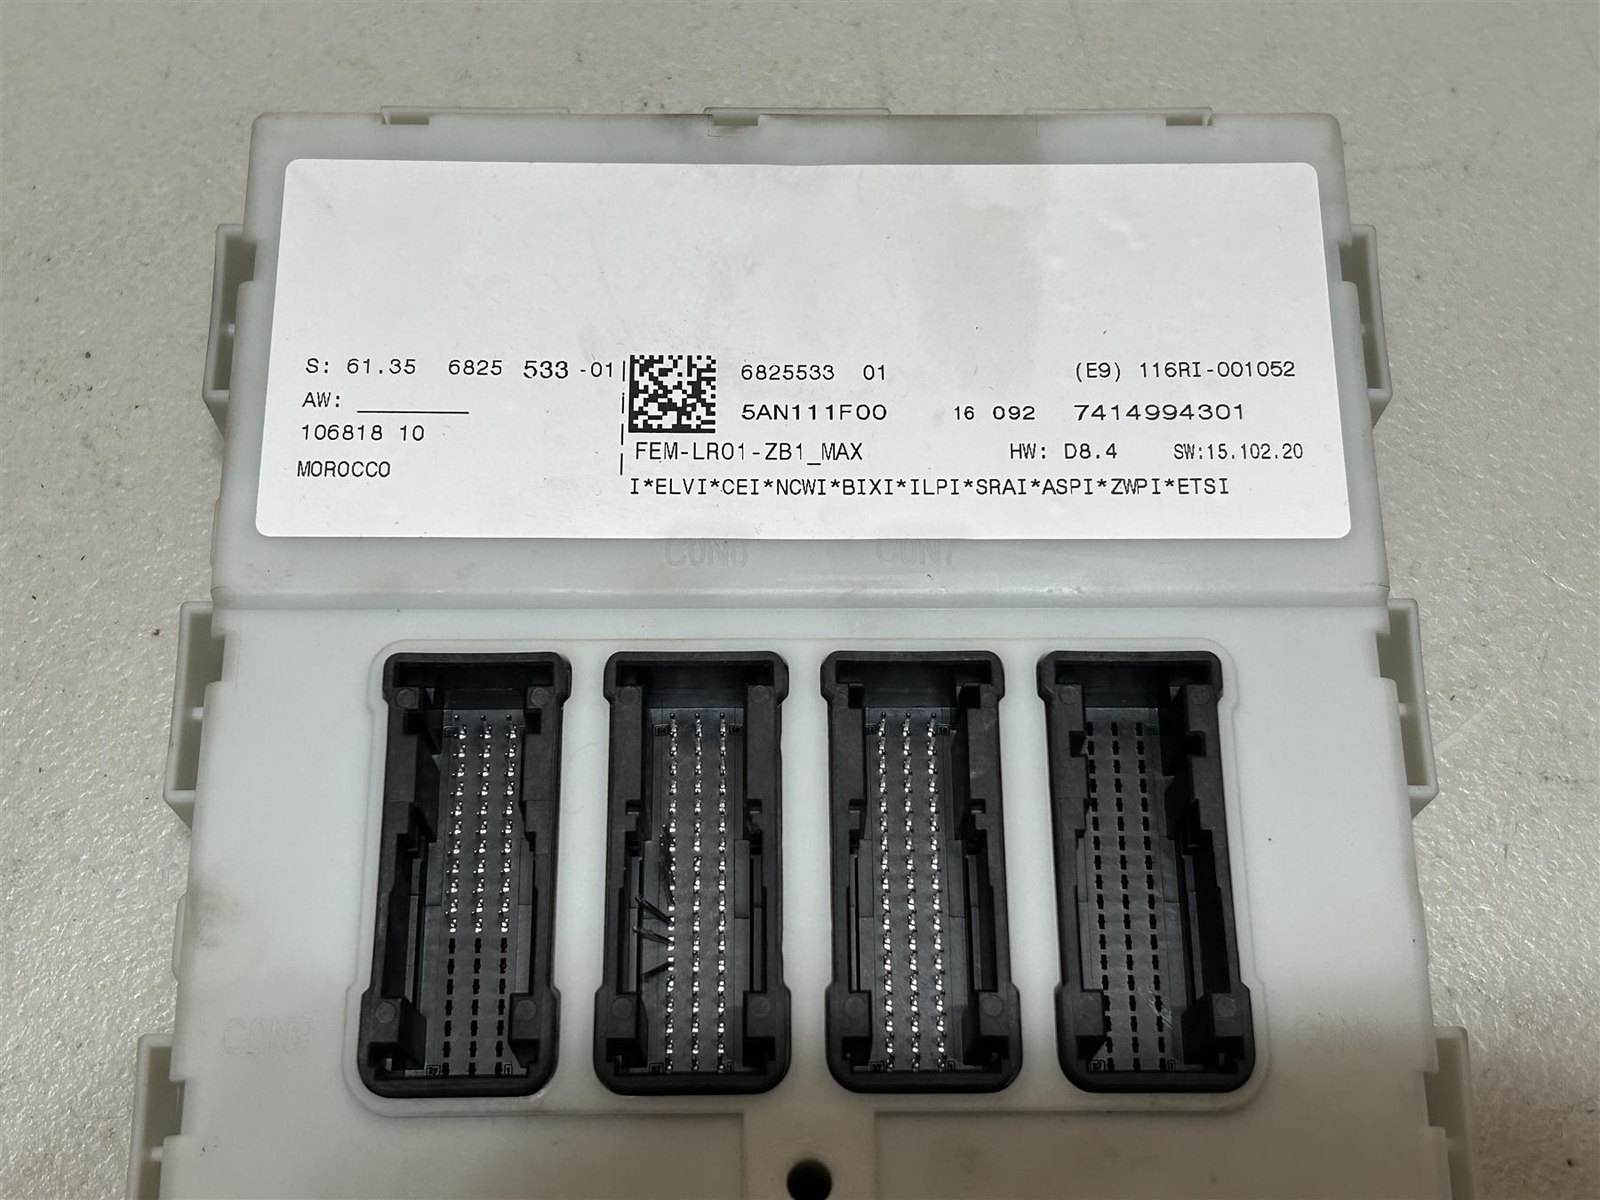 S: 61.35 6825 533 -01
AW:
106818 10
MOROCCO
6825533 01
(E9) 116RI-001052
5AN111F00 16 092 7414994301
FEM-LR01-ZB1_MAX HW: D8.4 SW:15.102.20
I*ELVI*CEI*NCWI*BIXI*ILPI*SRAI*ASPI*ZWPI*ETSI
CON6 CON7